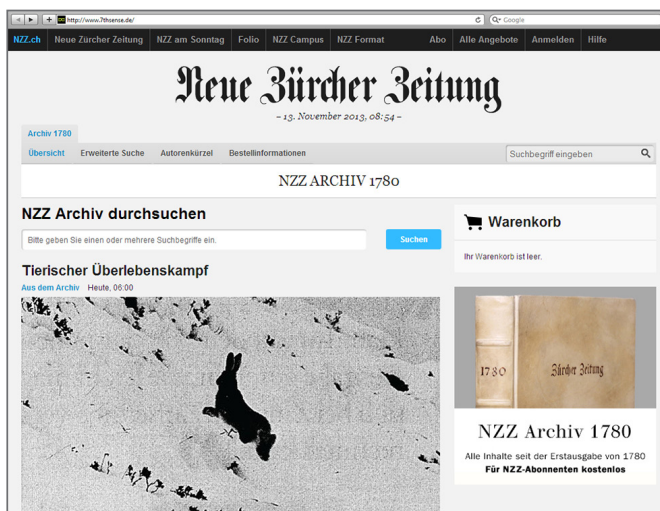 http://www.7thsense.de/
Google
NZZ.ch Neue Zürcher Zeitung NZZ am Sonntag Folio NZZ Campus NZZ Format Abo Alle Angebote Anmelden Hilfe
Neue Zürcher Zeitung
– 13. November 2013, 08:54 –
Archiv 1780
Übersicht Erweiterte Suche Autorenkürzel Bestellinformationen Suchbegriff eingeben
NZZ ARCHIV 1780
NZZ Archiv durchsuchen
Bitte geben Sie einen oder mehrere Suchbegriffe ein. Suchen
Warenkorb
Ihr Warenkorb ist leer.
Tierischer Überlebenskampf
Aus dem Archiv Heute, 06:00
1780 Zürcher Zeitung
NZZ Archiv 1780
Alle Inhalte seit der Erstausgabe von 1780
Für NZZ-Abonnenten kostenlos